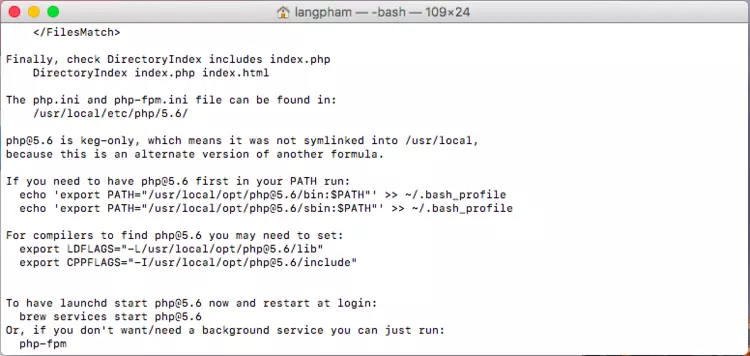 langpham — -bash — 109×24
</FilesMatch>
Finally, check DirectoryIndex includes index.php
DirectoryIndex index.php index.html
The php.ini and php-fpm.ini file can be found in:
/usr/local/etc/php/5.6/
php@5.6 is keg-only, which means it was not symlinked into /usr/local,
because this is an alternate version of another formula.
If you need to have php@5.6 first in your PATH run:
echo 'export PATH="/usr/local/opt/php@5.6/bin:$PATH"' >> ~/.bash_profile
echo 'export PATH="/usr/local/opt/php@5.6/sbin:$PATH"' >> ~/.bash_profile
For compilers to find php@5.6 you may need to set:
export LDFLAGS="-L/usr/local/opt/php@5.6/lib"
export CPPFLAGS="-I/usr/local/opt/php@5.6/include"
To have launchd start php@5.6 now and restart at login:
brew services start php@5.6
Or, if you don't want/need a background service you can just run:
php-fpm